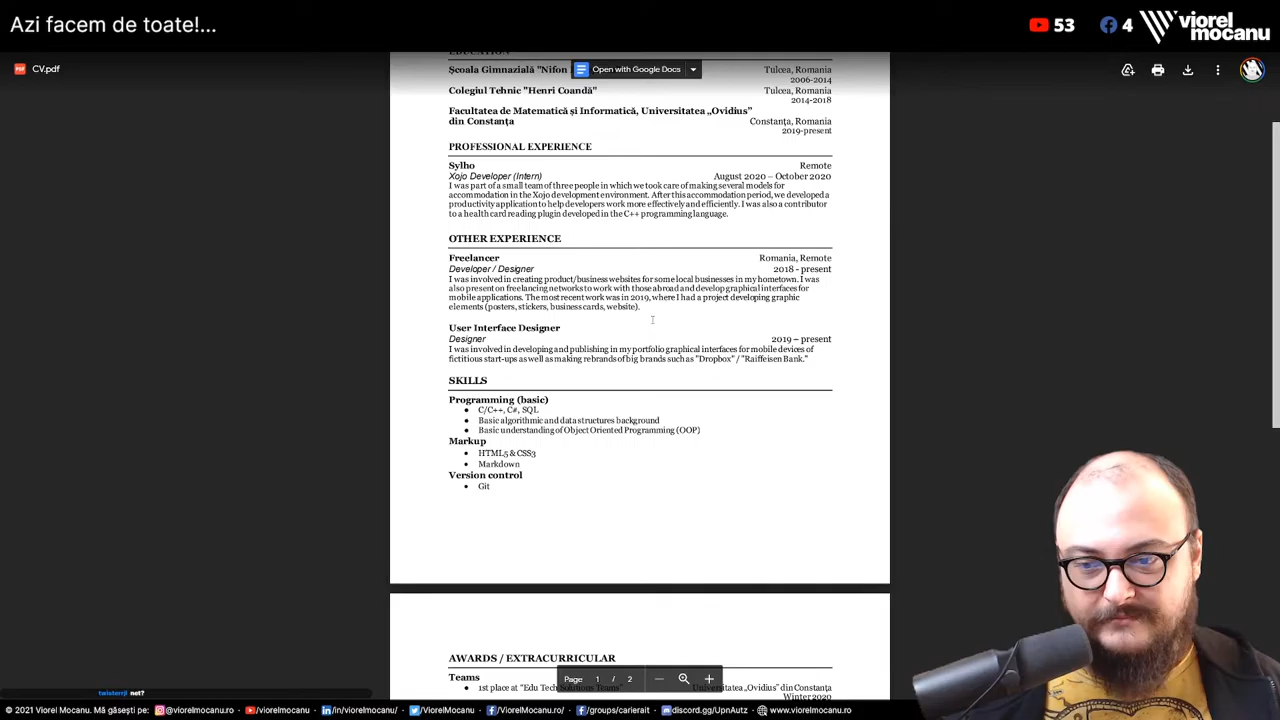 Azi facem de toate!...
53
4
viorel
mocanu
CV.pdf
Open with Google Docs
EDUCATION
Școala Gimnazială "Nifon
Tulcea, Romania
2006-2014
Colegiul Tehnic "Henri Coandă"
Tulcea, Romania
2014-2018
Facultatea de Matematică și Informatică, Universitatea „Ovidius”
din Constanța
Constanța, Romania
2019-present
PROFESSIONAL EXPERIENCE
Sylho
Remote
Xojo Developer (Intern)
August 2020 – October 2020
I was part of a small team of three people in which we took care of making several models for
accommodation in the Xojo development environment. After this accommodation period, we developed a
productivity application to help developers work more effectively and efficiently. I was also a contributor
to a health card reading plugin developed in the C++ programming language.
OTHER EXPERIENCE
Freelancer
Romania, Remote
Developer / Designer
2018 - present
I was involved in creating product/business websites for some local businesses in my hometown. I was
also present on freelancing networks to work with those abroad and develop graphical interfaces for
mobile applications. The most recent work was in 2019, where I had a project developing graphic
elements (posters, stickers, business cards, website).
User Interface Designer
Designer
2019 – present
I was involved in developing and publishing in my portfolio graphical interfaces for mobile devices of
fictitious start-ups as well as making rebrands of big brands such as "Dropbox" / "Raiffeisen Bank."
SKILLS
Programming (basic)
● C/C++, C#, SQL
● Basic algorithmic and data structures background
● Basic understanding of Object Oriented Programming (OOP)
Markup
● HTML5 & CSS3
● Markdown
Version control
● Git
AWARDS / EXTRACURRICULAR
Teams
● 1st place at "Edu Tech Solutions Teams"
Universitatea „Ovidius” din Constanța
Winter 2020
Page 1 / 2
twisterrji net?
© 2021 Viorel Mocanu. Mă găsești pe: @viorelmocanu.ro /viorelmocanu /in/viorelmocanu/ /ViorelMocanu /ViorelMocanu.ro/ /groups/carierait discord.gg/UpnAutz www.viorelmocanu.ro